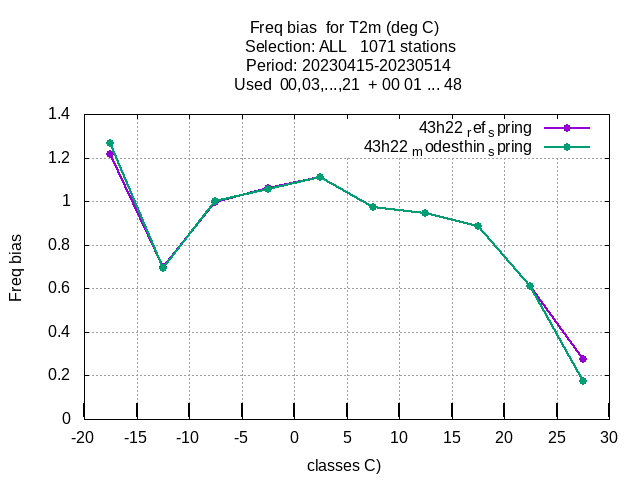 Freq bias  for T2m (deg C)
Selection: ALL   1071 stations
Period: 20230415-20230514
Used  00,03,...,21  + 00 01 ... 48
43h22 ref spring
43h22 modesthin spring
1.4
1.2
1
0.8
0.6
0.4
0.2
0
Freq bias
-20 -15 -10 -5 0 5 10 15 20 25 30
classes C)